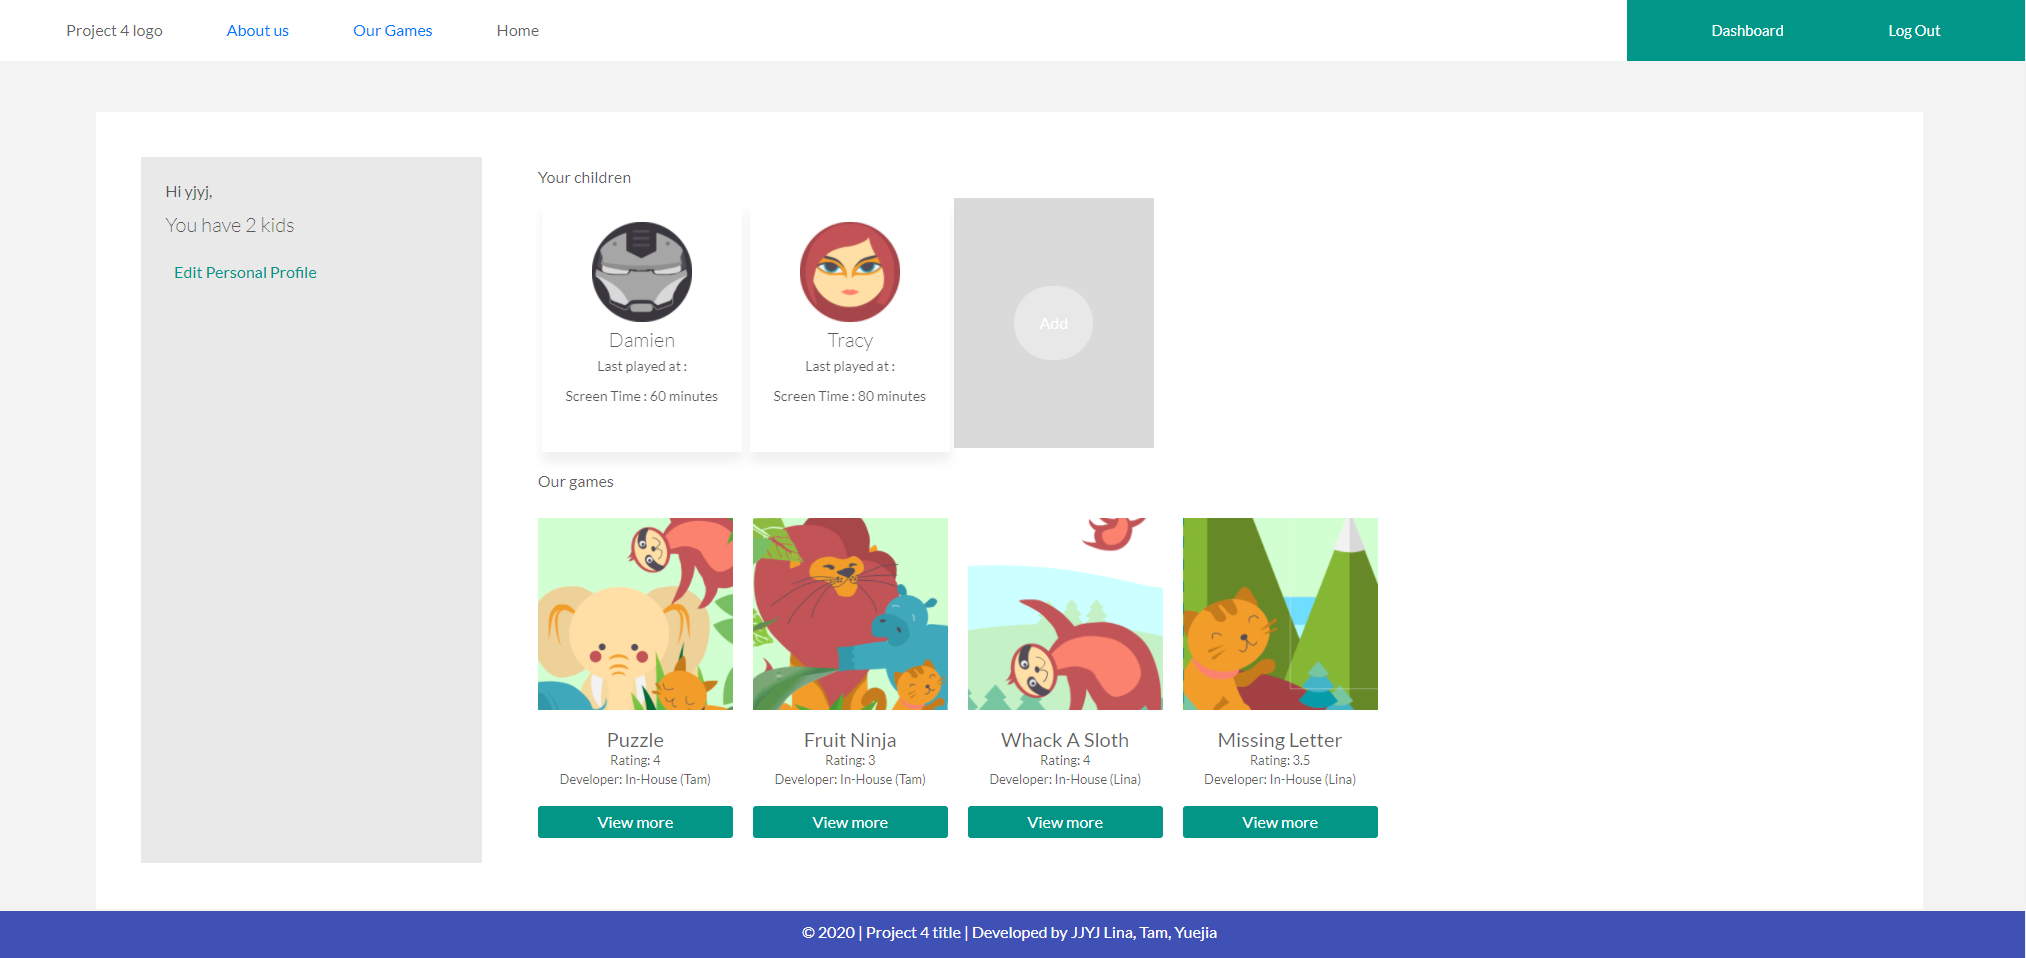 Project 4 logo About us Our Games Home Dashboard Log Out
Hi yjyj,
You have 2 kids
Edit Personal Profile
Your children
Damien
Last played at :
Screen Time : 60 minutes
Tracy
Last played at :
Screen Time : 80 minutes
Add
Our games
Puzzle
Rating: 4
Developer: In-House (Tam)
View more
Fruit Ninja
Rating: 3
Developer: In-House (Tam)
View more
Whack A Sloth
Rating: 4
Developer: In-House (Lina)
View more
Missing Letter
Rating: 3.5
Developer: In-House (Lina)
View more
© 2020 | Project 4 title | Developed by JJYJ Lina, Tam, Yuejia